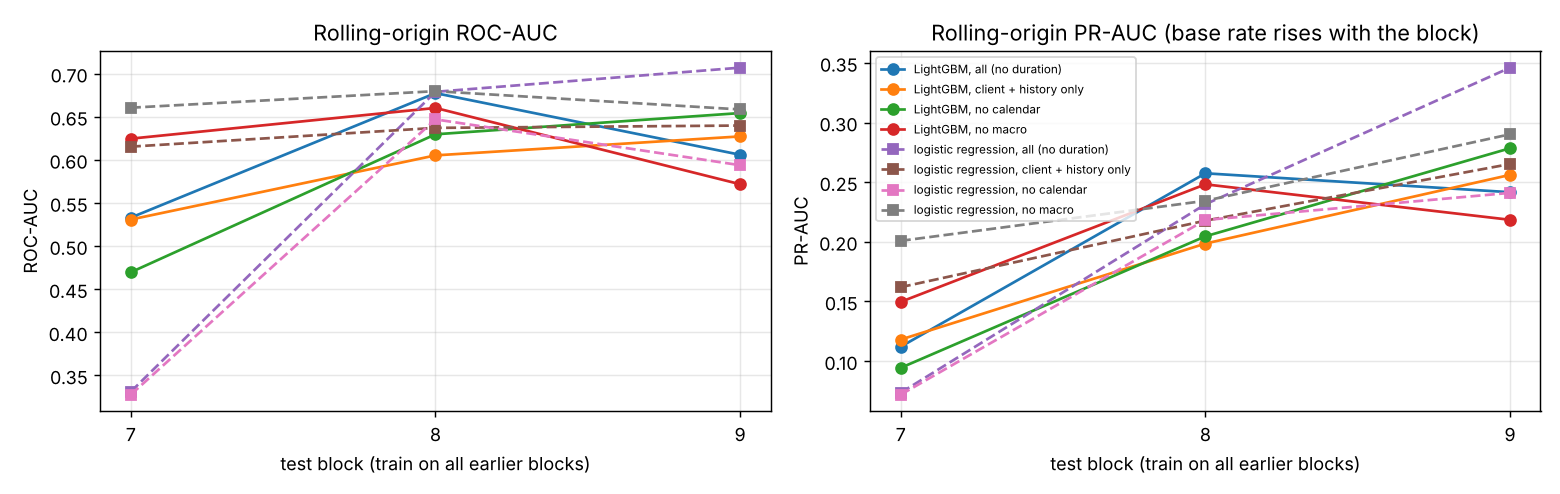 Rolling-origin ROC-AUC
ROC-AUC
0.70
0.65
0.60
0.55
0.50
0.45
0.40
0.35
7
8
9
test block (train on all earlier blocks)
Rolling-origin PR-AUC (base rate rises with the block)
PR-AUC
0.35
0.30
0.25
0.20
0.15
0.10
LightGBM, all (no duration)
LightGBM, client + history only
LightGBM, no calendar
LightGBM, no macro
logistic regression, all (no duration)
logistic regression, client + history only
logistic regression, no calendar
logistic regression, no macro
7
8
9
test block (train on all earlier blocks)